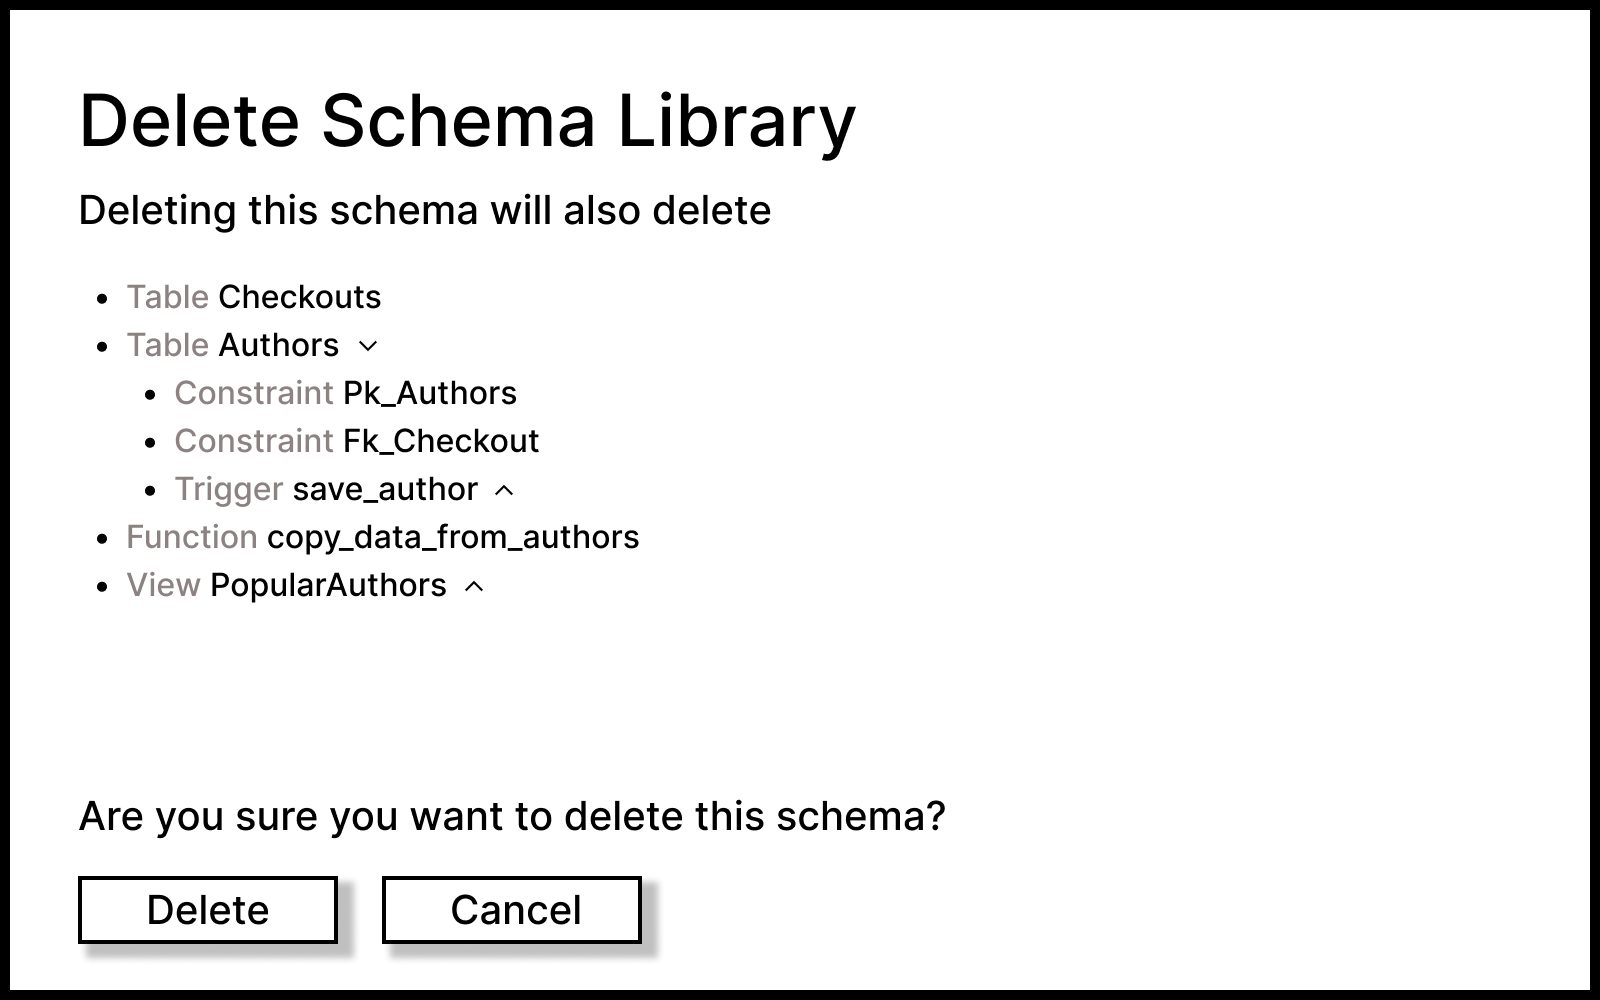 Delete Schema Library
Deleting this schema will also delete
Table Checkouts
Table Authors
Constraint Pk_Authors
Constraint Fk_Checkout
Trigger save_author
Function copy_data_from_authors
View PopularAuthors
Are you sure you want to delete this schema?
Delete
Cancel